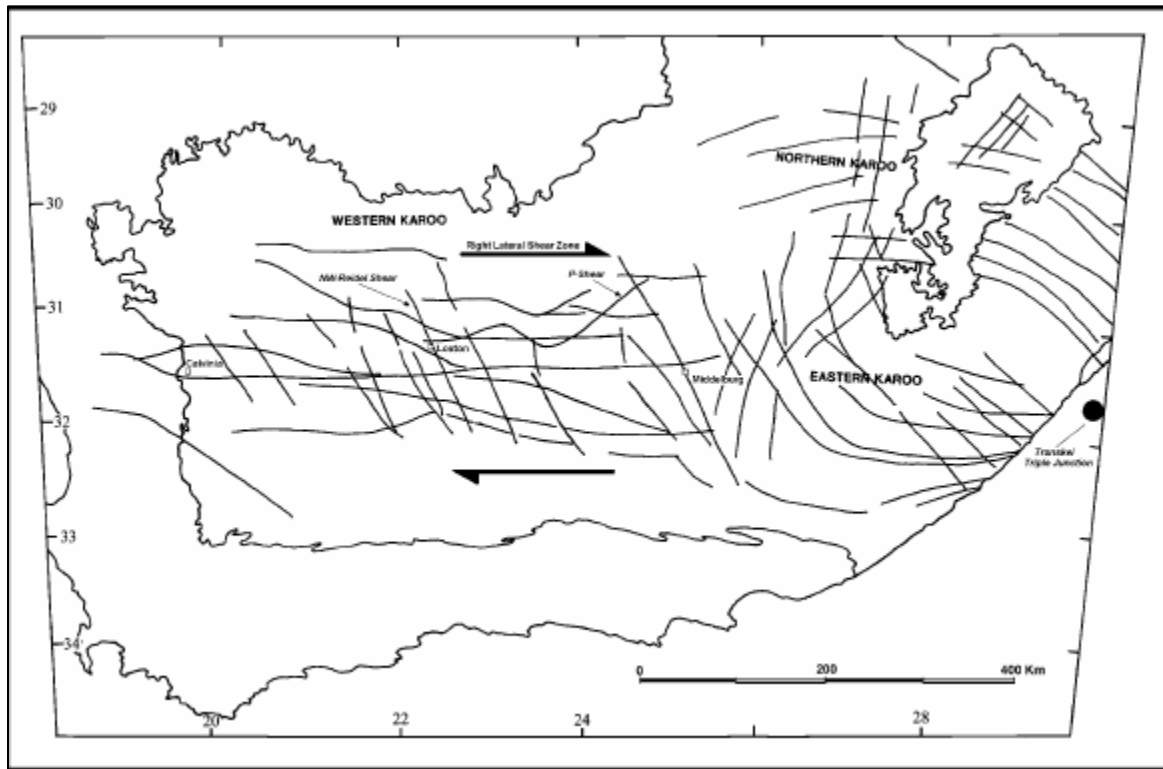 29
NORTHERN KAROO
30
WESTERN KAROO
Right Lateral Shear Zone
NW-Reidel Shear
P-Shear
31
Loxton
Calvinia
Middelburg
EASTERN KAROO
32
Transkei
Triple Junction
33
34
0
200
400 Km
20
22
24
26
28